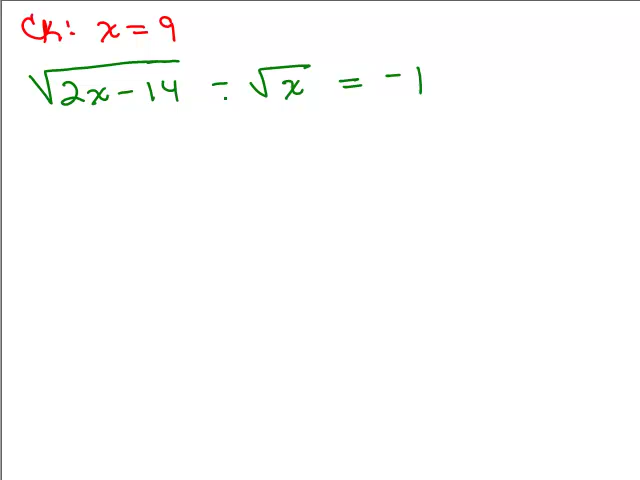 Ck: x = 9
√(2x - 14) - √x = -1